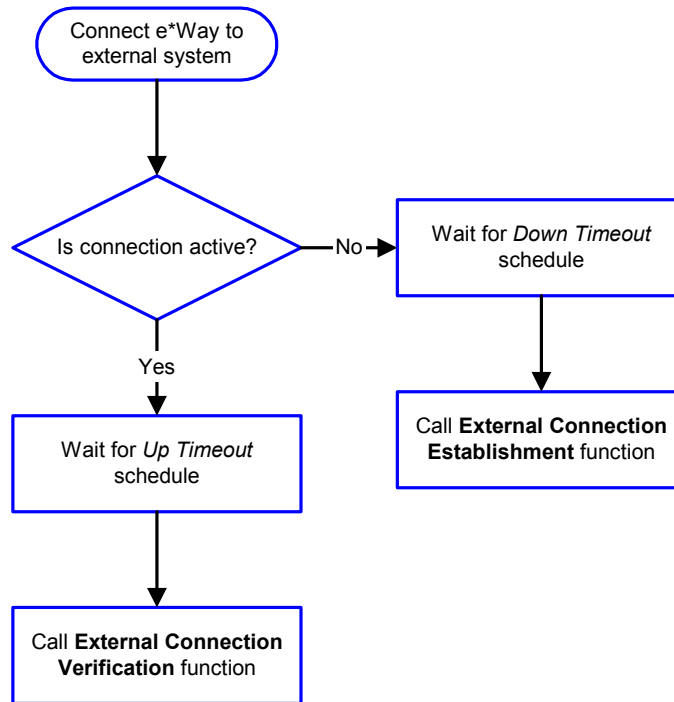 Connect e*Way to
external system
Is connection active?
No
Wait for Down Timeout
schedule
Yes
Call External Connection
Establishment function
Wait for Up Timeout
schedule
Call External Connection
Verification function